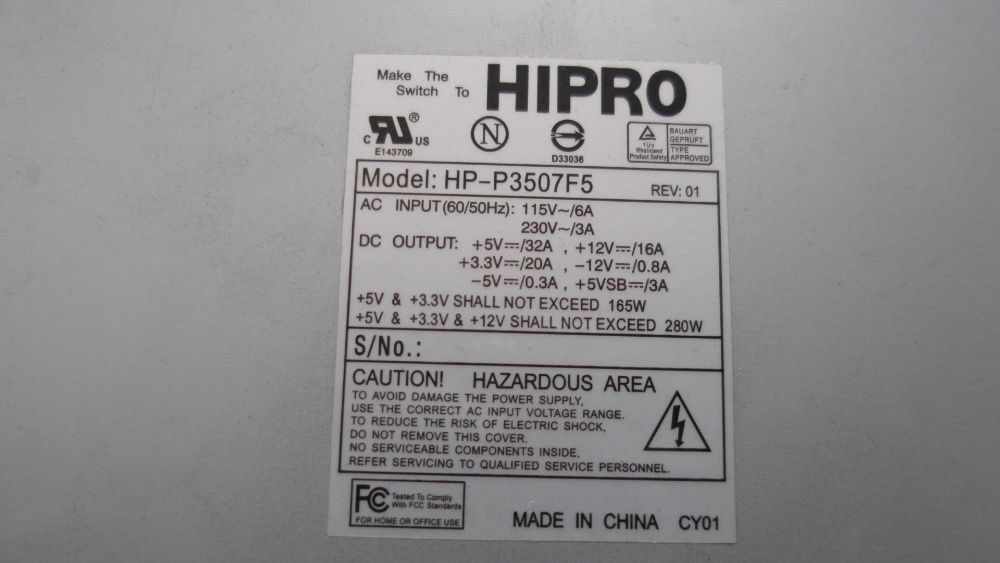 Make The
Switch To
HIPRO
C RU US ®
E143709
N
D33036
TÜV
Rheinland
Product Safety
BAUART
GEPRÜFT
TYPE
APPROVED
Model: HP-P3507F5 REV: 01
AC INPUT(60/50Hz): 115V~/6A
230V~/3A
DC OUTPUT: +5V⎓/32A , +12V⎓/16A
+3.3V⎓/20A , -12V⎓/0.8A
-5V⎓/0.3A , +5VSB⎓/3A
+5V & +3.3V SHALL NOT EXCEED 165W
+5V & +3.3V & +12V SHALL NOT EXCEED 280W
S/No.:
CAUTION! HAZARDOUS AREA
TO AVOID DAMAGE THE POWER SUPPLY,
USE THE CORRECT AC INPUT VOLTAGE RANGE.
TO REDUCE THE RISK OF ELECTRIC SHOCK,
DO NOT REMOVE THIS COVER.
NO SERVICEABLE COMPONENTS INSIDE,
REFER SERVICING TO QUALIFIED SERVICE PERSONNEL.
FC Tested To Comply
With FCC Standards
FOR HOME OR OFFICE USE
MADE IN CHINA CY01